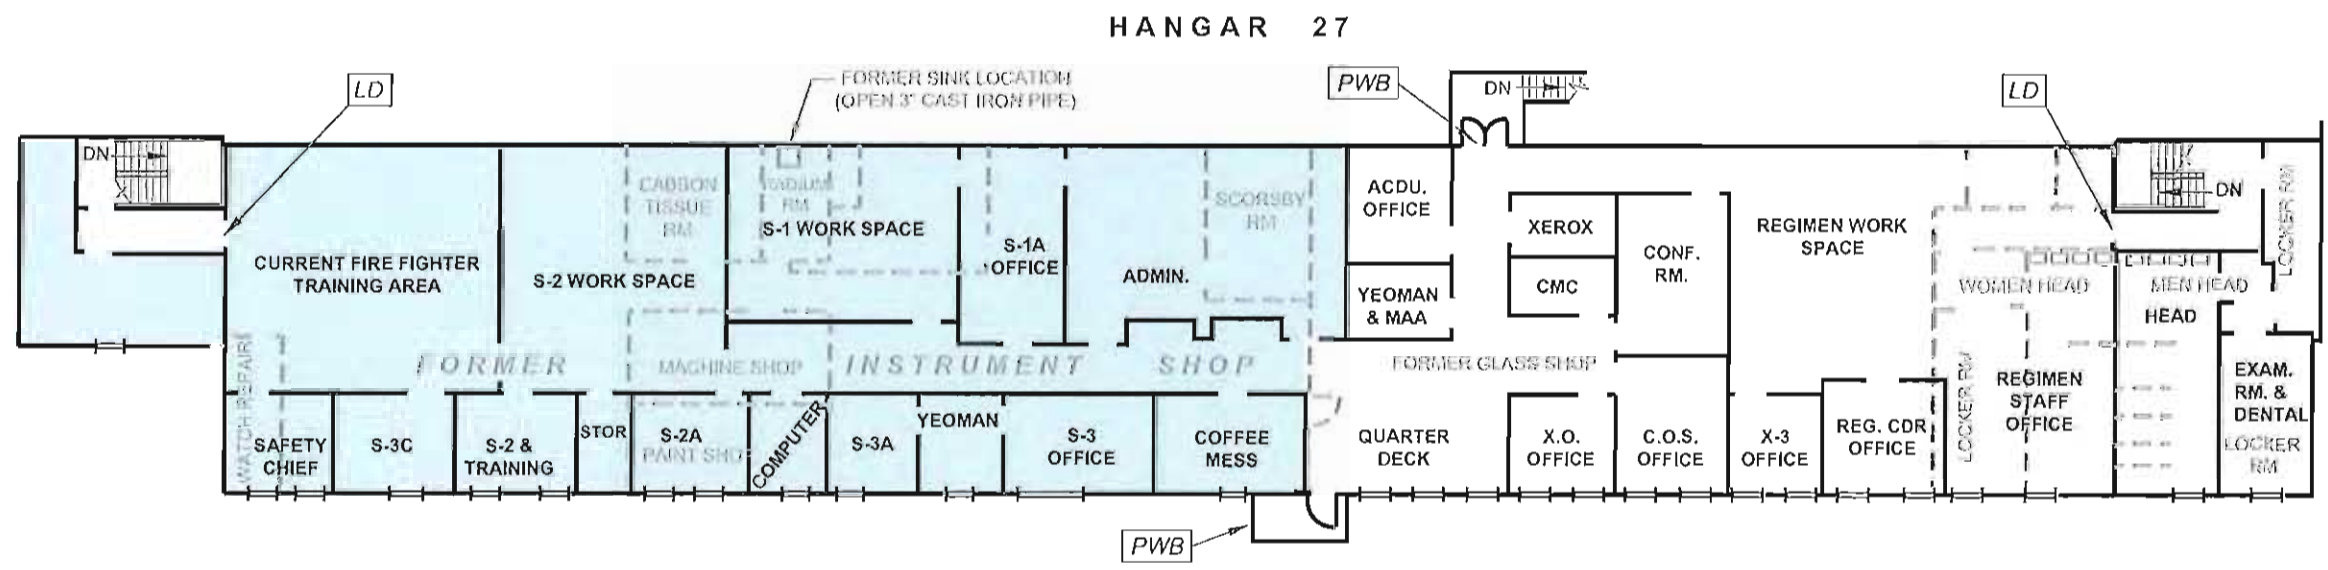 HANGAR 27
LD
FORMER SINK LOCATION
(OPEN 3" CAST IRON PIPE)
PWB
DN
LD
DN
DN
LOCKER RM
CARBON
TISSUE
RM
RADIUM
RM
SCORSBY
RM
ACDU.
OFFICE
XEROX
CONF.
RM.
REGIMEN WORK
SPACE
S-1 WORK SPACE
S-1A
OFFICE
CURRENT FIRE FIGHTER
TRAINING AREA
S-2 WORK SPACE
ADMIN.
YEOMAN
& MAA
CMC
WOMEN HEAD
MEN HEAD
HEAD
WATCH REPAIR
FORMER
MACHINE SHOP
INSTRUMENT
SHOP
FORMER GLASS SHOP
LOCKER RM
REGIMEN
STAFF
OFFICE
EXAM.
RM. &
DENTAL
LOCKER
RM
SAFETY
CHIEF
S-3C
S-2 &
TRAINING
STOR
S-2A
PAINT SHOP
COMPUTER
S-3A
YEOMAN
S-3
OFFICE
COFFEE
MESS
QUARTER
DECK
X.O.
OFFICE
C.O.S.
OFFICE
X-3
OFFICE
REG. CDR
OFFICE
PWB